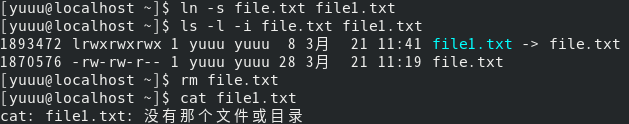 [yuuu@localhost ~]$ ln -s file.txt file1.txt
[yuuu@localhost ~]$ ls -l -i file.txt file1.txt
1893472 lrwxrwxrwx 1 yuuu yuuu  8 3月  21 11:41 file1.txt -> file.txt
1870576 -rw-rw-r-- 1 yuuu yuuu 28 3月  21 11:19 file.txt
[yuuu@localhost ~]$ rm file.txt
[yuuu@localhost ~]$ cat file1.txt
cat: file1.txt: 没有那个文件或目录